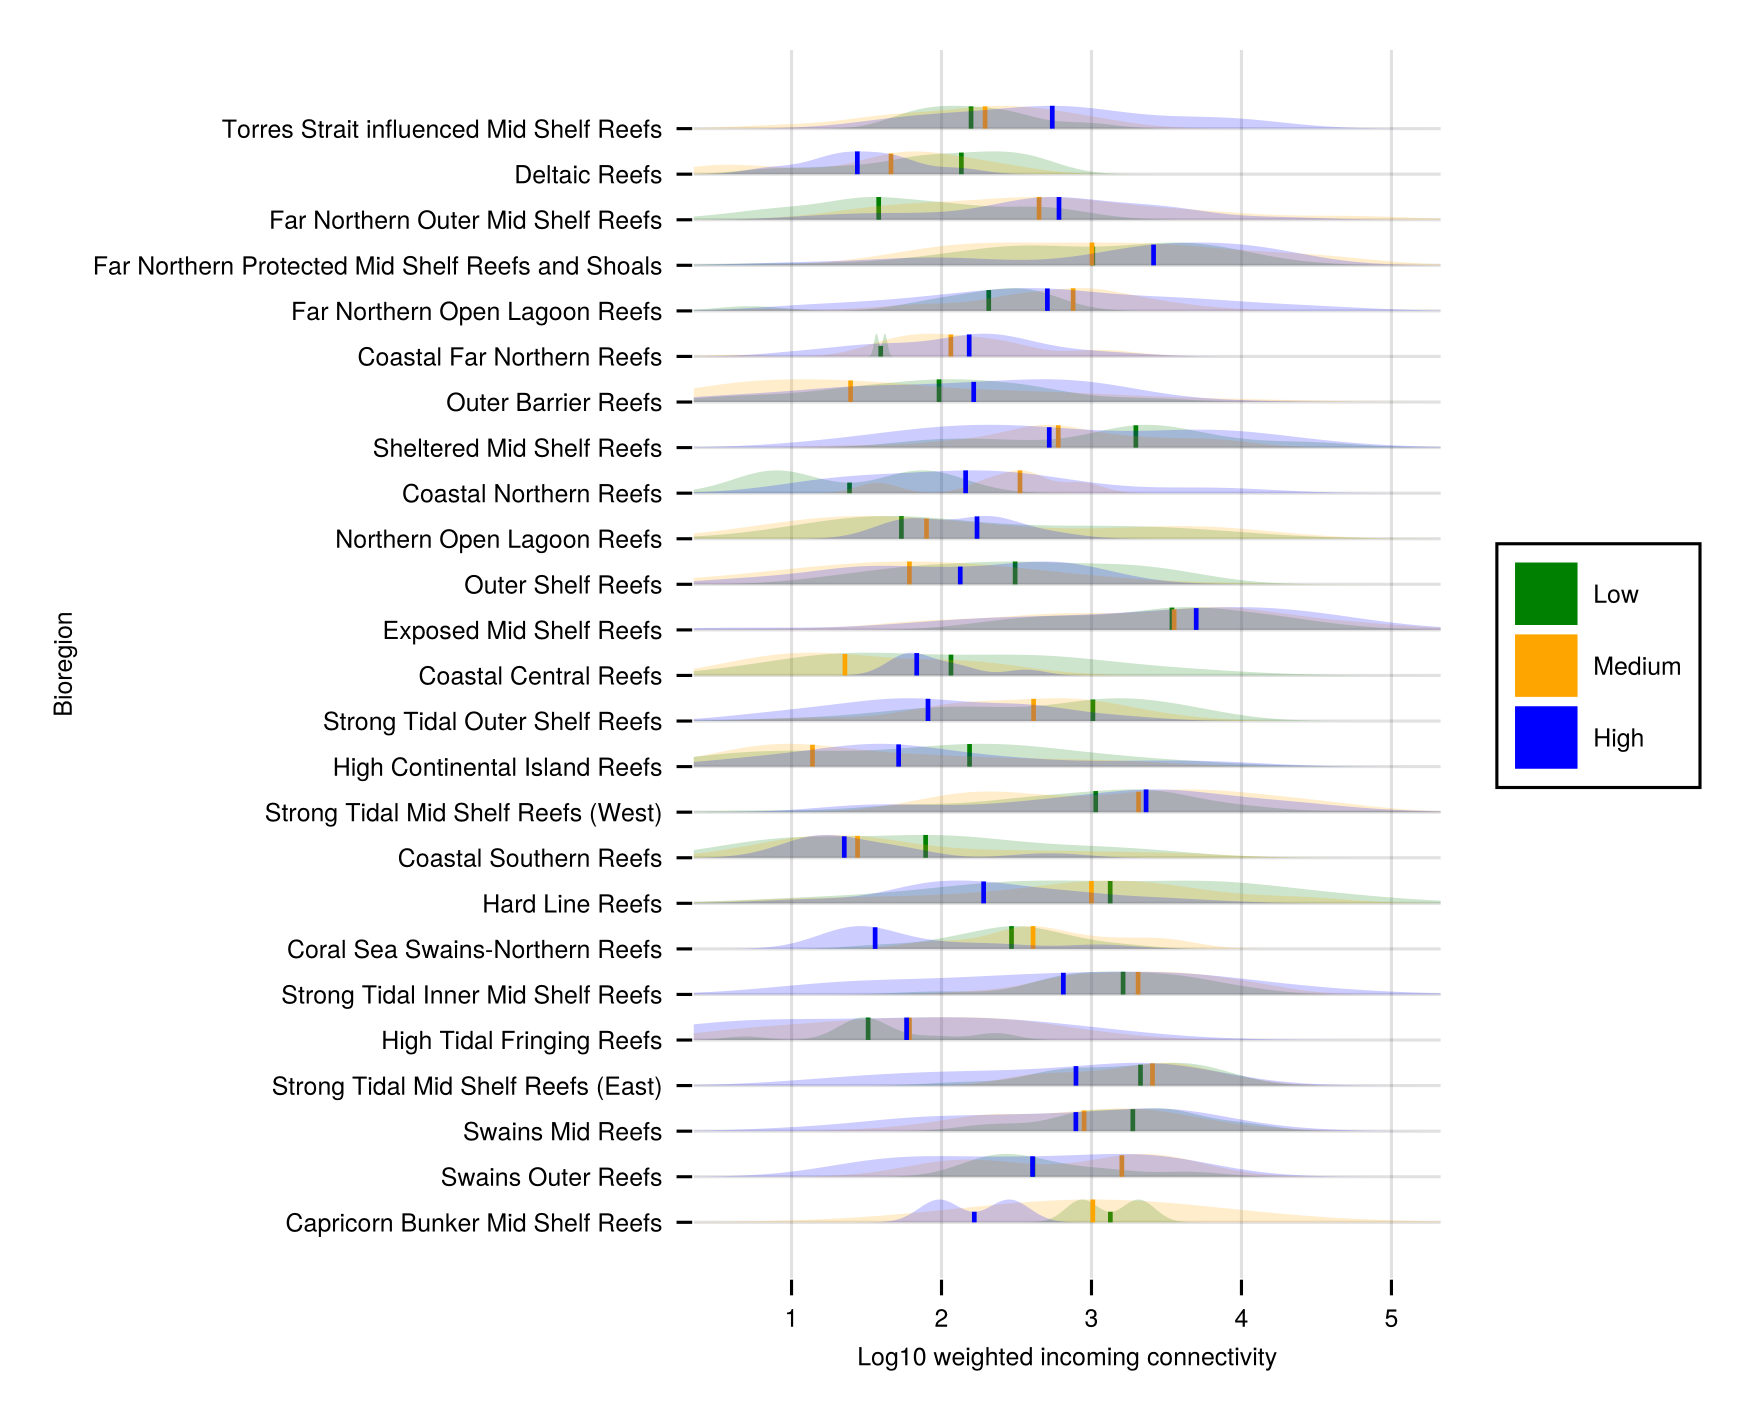 Torres Strait influenced Mid Shelf Reefs
Deltaic Reefs
Far Northern Outer Mid Shelf Reefs
Far Northern Protected Mid Shelf Reefs and Shoals
Far Northern Open Lagoon Reefs
Coastal Far Northern Reefs
Outer Barrier Reefs
Sheltered Mid Shelf Reefs
Coastal Northern Reefs
Northern Open Lagoon Reefs
Outer Shelf Reefs
Exposed Mid Shelf Reefs
Coastal Central Reefs
Strong Tidal Outer Shelf Reefs
High Continental Island Reefs
Strong Tidal Mid Shelf Reefs (West)
Coastal Southern Reefs
Hard Line Reefs
Coral Sea Swains-Northern Reefs
Strong Tidal Inner Mid Shelf Reefs
High Tidal Fringing Reefs
Strong Tidal Mid Shelf Reefs (East)
Swains Mid Reefs
Swains Outer Reefs
Capricorn Bunker Mid Shelf Reefs
Bioregion
1 2 3 4 5
Log10 weighted incoming connectivity
Low
Medium
High